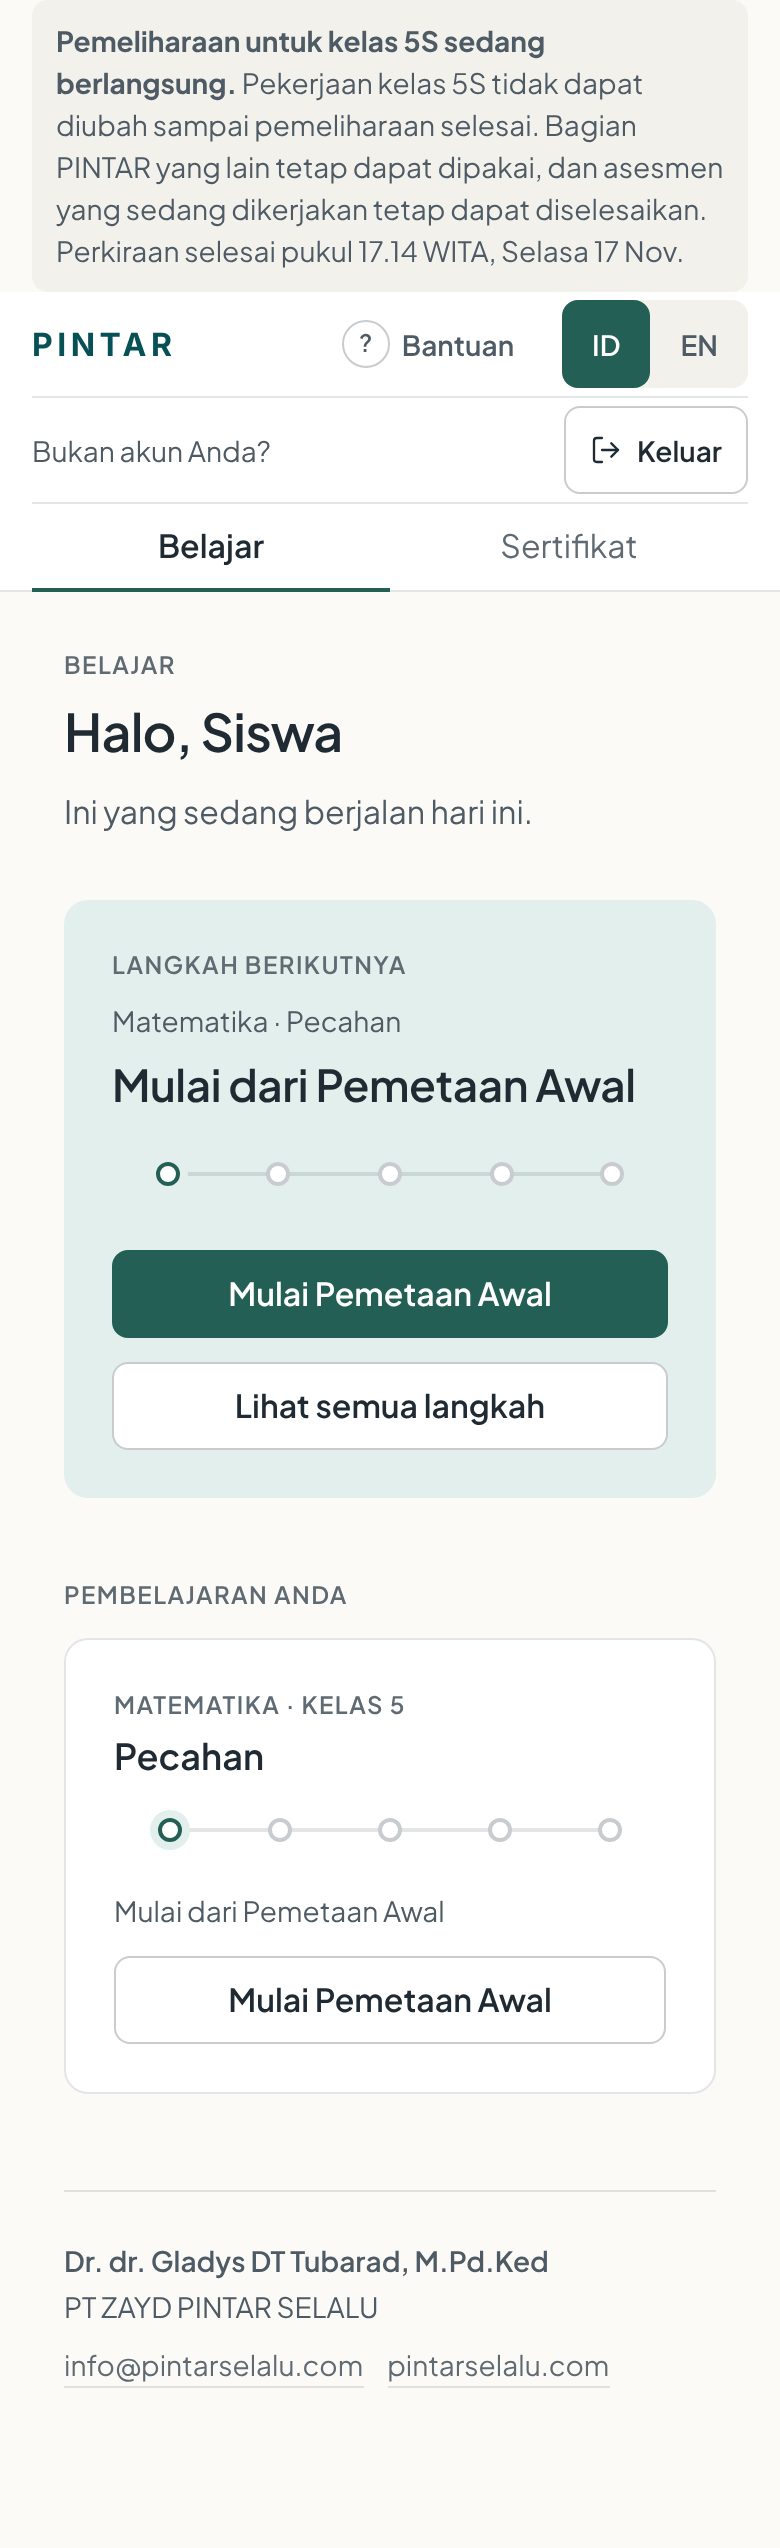 Pemeliharaan untuk kelas 5S sedang
berlangsung. Pekerjaan kelas 5S tidak dapat
diubah sampai pemeliharaan selesai. Bagian
PINTAR yang lain tetap dapat dipakai, dan asesmen
yang sedang dikerjakan tetap dapat diselesaikan.
Perkiraan selesai pukul 17.14 WITA, Selasa 17 Nov.
PINTAR
? Bantuan
ID EN
Bukan akun Anda?
Keluar
Belajar
Sertifikat
BELAJAR
Halo, Siswa
Ini yang sedang berjalan hari ini.
LANGKAH BERIKUTNYA
Matematika · Pecahan
Mulai dari Pemetaan Awal
Mulai Pemetaan Awal
Lihat semua langkah
PEMBELAJARAN ANDA
MATEMATIKA · KELAS 5
Pecahan
Mulai dari Pemetaan Awal
Mulai Pemetaan Awal
Dr. dr. Gladys DT Tubarad, M.Pd.Ked
PT ZAYD PINTAR SELALU
info@pintarselalu.com pintarselalu.com